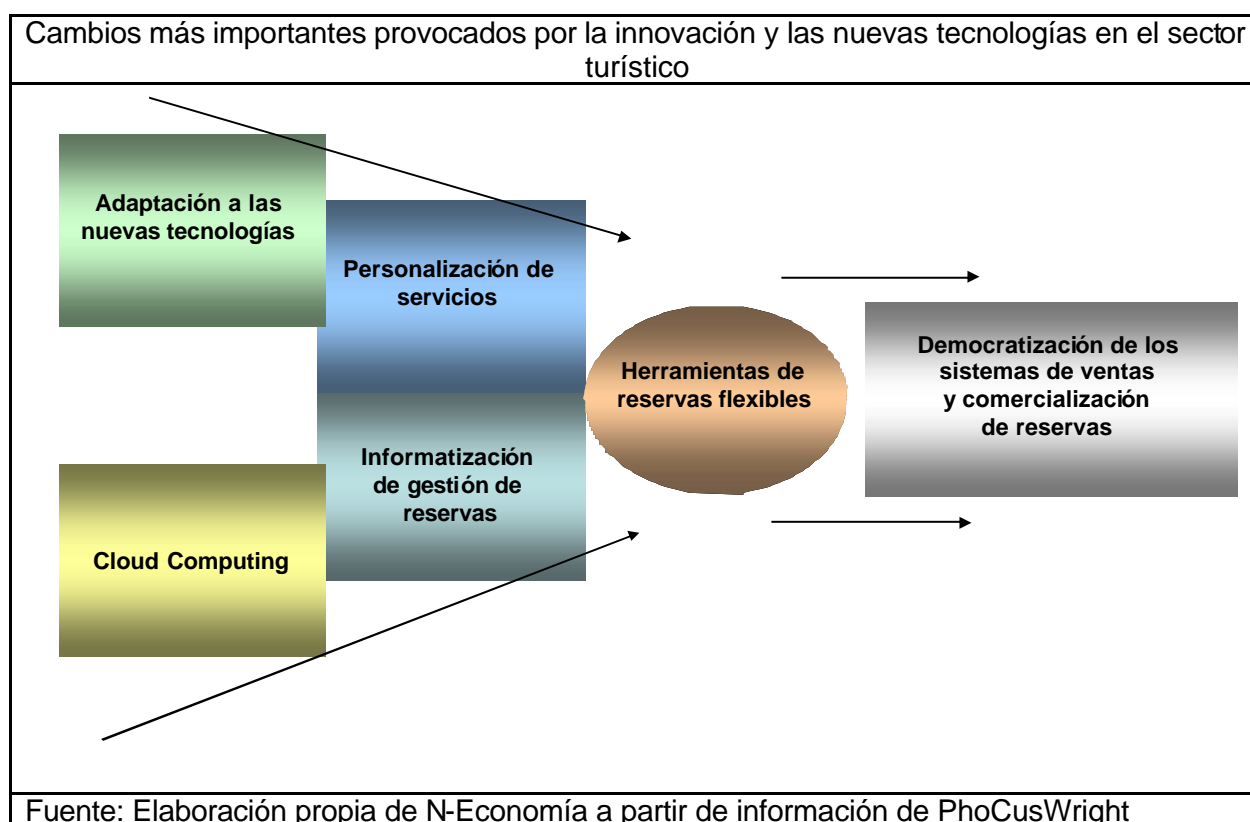 Cambios más importantes provocados por la innovación y las nuevas tecnologías en el sector
turístico
Adaptación a las
nuevas tecnologías
Personalización de
servicios
Herramientas de
reservas flexibles
Democratización de los
sistemas de ventas
y comercialización
de reservas
Informatización
de gestión de
reservas
Cloud Computing
Fuente: Elaboración propia de N-Economía a partir de información de PhoCusWright